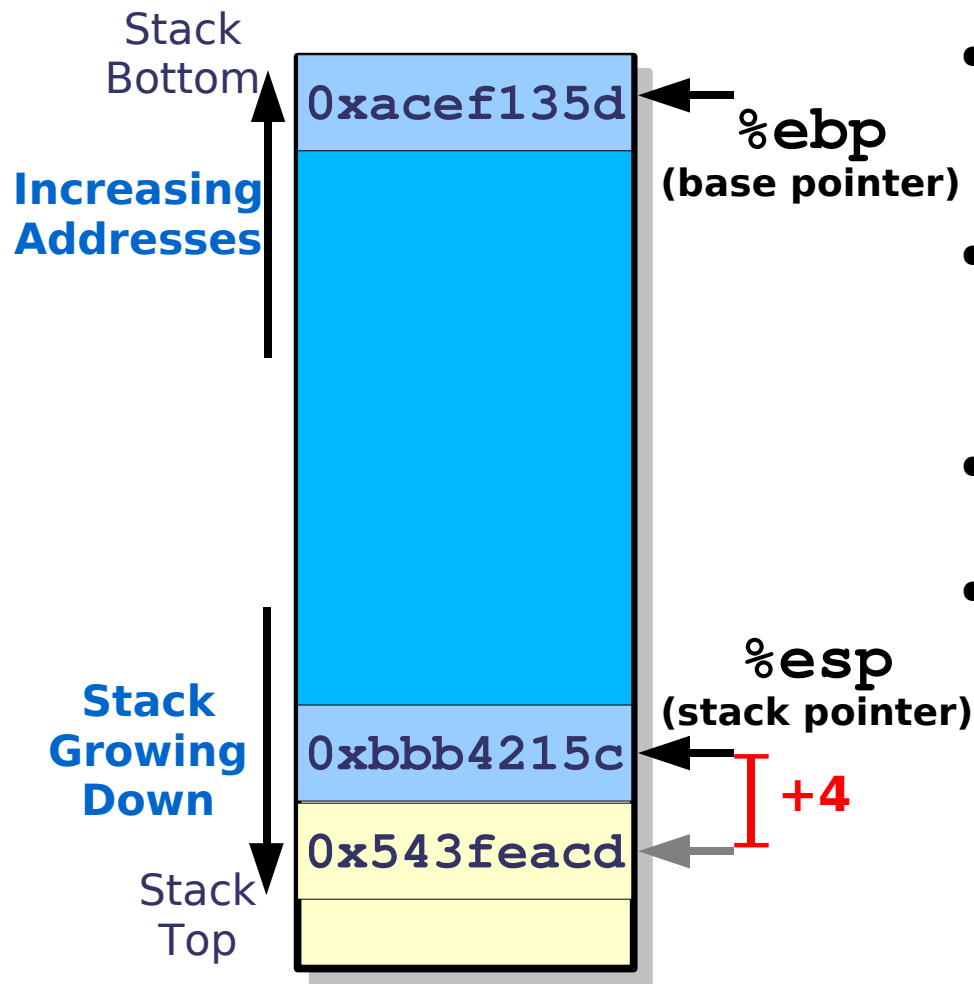 Stack
Bottom
0xacef135d
%ebp
(base pointer)
Increasing
Addresses
%esp
(stack pointer)
Stack
Growing
Down
0xbbb4215c
+4
0x543feacd
Stack
Top